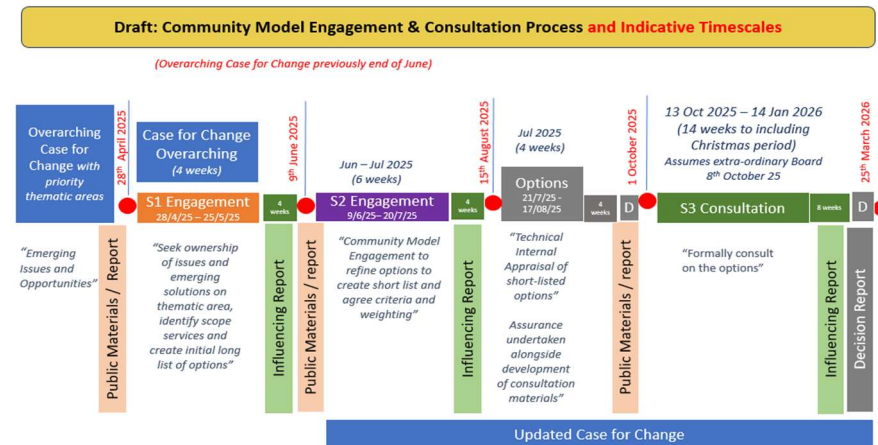 Draft: Community Model Engagement & Consultation Process and Indicative Timescales
(Overarching Case for Change previously end of June)
Overarching
Case for
Change with
priority
thematic areas
28th April 2025
Case for Change
Overarching
(4 weeks)
9th June 2025
Jun – Jul 2025
(6 weeks)
15th August 2025
Jul 2025
(4 weeks)
1 October 2025
13 Oct 2025 – 14 Jan 2026
(14 weeks to including
Christmas period)
Assumes extra-ordinary Board
8th October 25
25th March 2026
S1 Engagement
28/4/25 – 25/5/25
4
weeks
S2 Engagement
9/6/25– 20/7/25
4
weeks
Options
21/7/25 -
17/08/25
4
weeks
D
S3 Consultation
8 weeks
D
“Emerging
Issues and
Opportunities”
Public Materials / Report
“Seek ownership
of issues and
emerging
solutions on
thematic area,
identify scope
services and
create initial long
list of options”
Influencing Report
Public Materials / report
“Community Model
Engagement to
refine options to
create short list and
agree criteria and
weighting”
Influencing Report
“Technical
Internal
Appraisal of
short-listed
options”
Assurance
undertaken
alongside
development
of consultation
materials”
Public Materials / Report
“Formally consult
on the options”
Influencing Report
Decision Report
Updated Case for Change